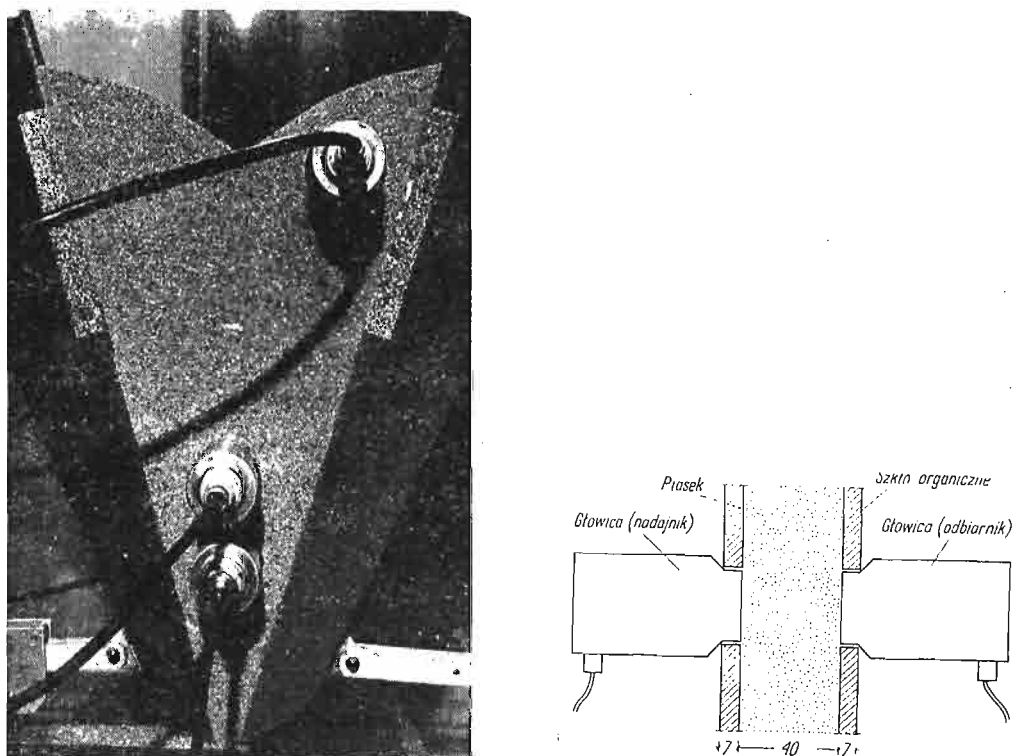 Piasek
Szkło organiczne
Głowica (nadajnik)
Głowica (odbiornik)
7 40 7